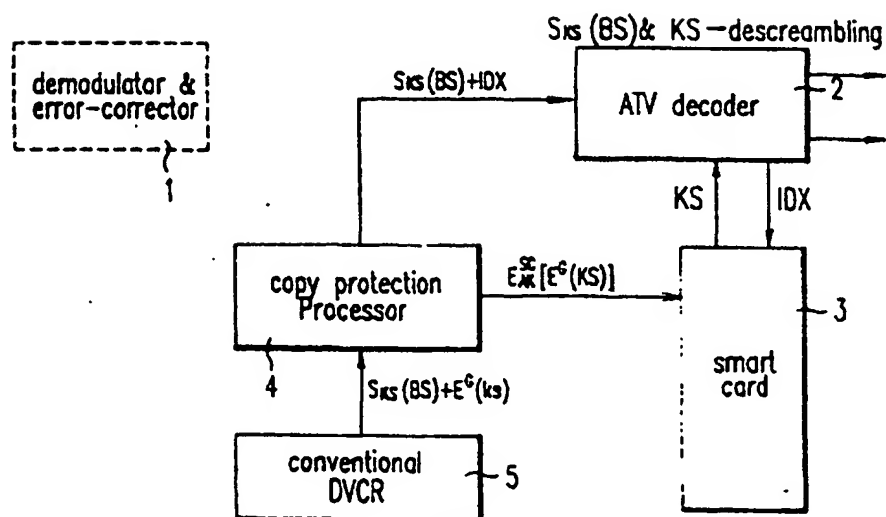 SKS(BS)& KS-descreambling
demodulator &
error-corrector
1
SKS(BS)+IDX
ATV decoder
2
KS
IDX
copy protection
Processor
4
E^SC_AK[E^G(KS)]
smart
card
3
SKS(BS)+E^G(ks)
conventional
DVCR
5